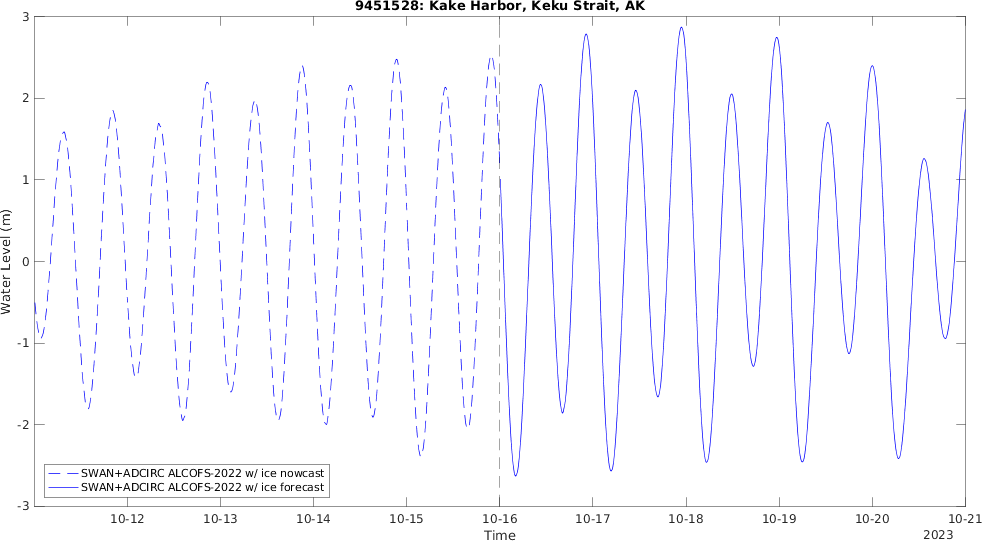 9451528: Kake Harbor, Keku Strait, AK
3
2
1
0
-1
-2
-3
Water Level (m)
SWAN+ADCIRC ALCOFS-2022 w/ ice nowcast
SWAN+ADCIRC ALCOFS-2022 w/ ice forecast
10-12 10-13 10-14 10-15 10-16 10-17 10-18 10-19 10-20 10-21
Time
2023